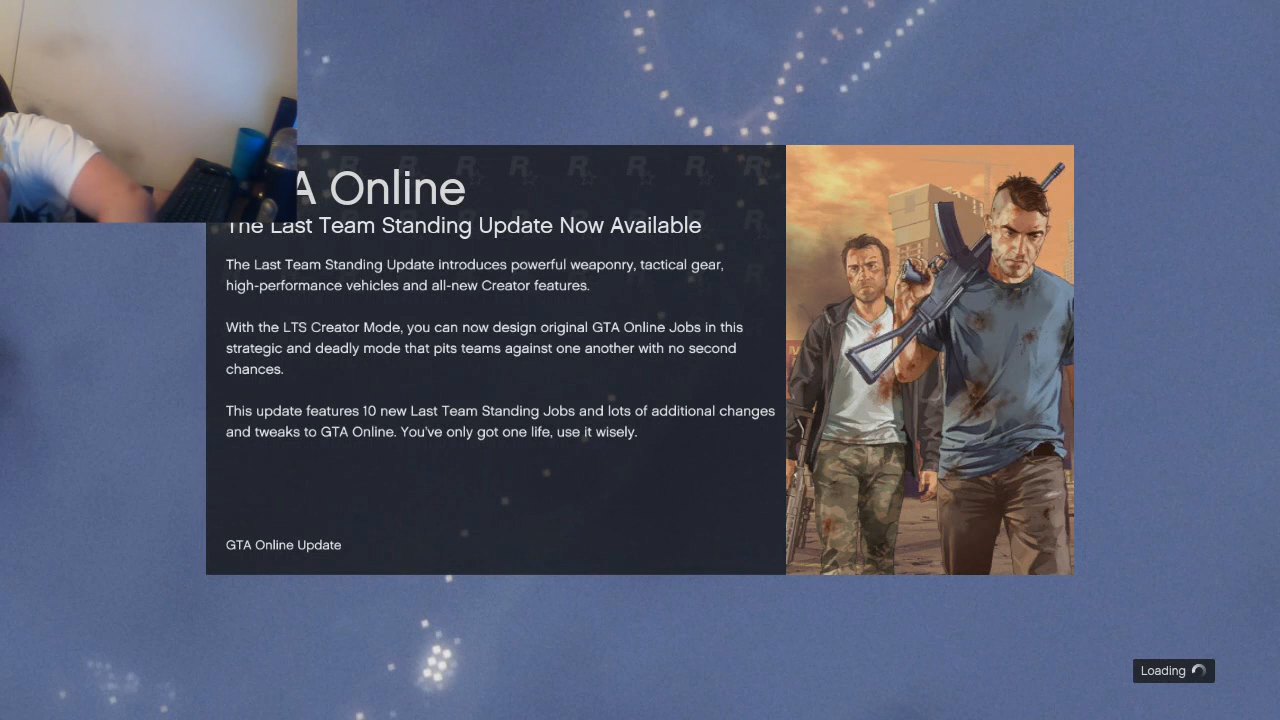 A Online
The Last Team Standing Update Now Available
The Last Team Standing Update introduces powerful weaponry, tactical gear,
high-performance vehicles and all-new Creator features.
With the LTS Creator Mode, you can now design original GTA Online Jobs in this
strategic and deadly mode that pits teams against one another with no second
chances.
This update features 10 new Last Team Standing Jobs and lots of additional changes
and tweaks to GTA Online. You've only got one life, use it wisely.
GTA Online Update
Loading